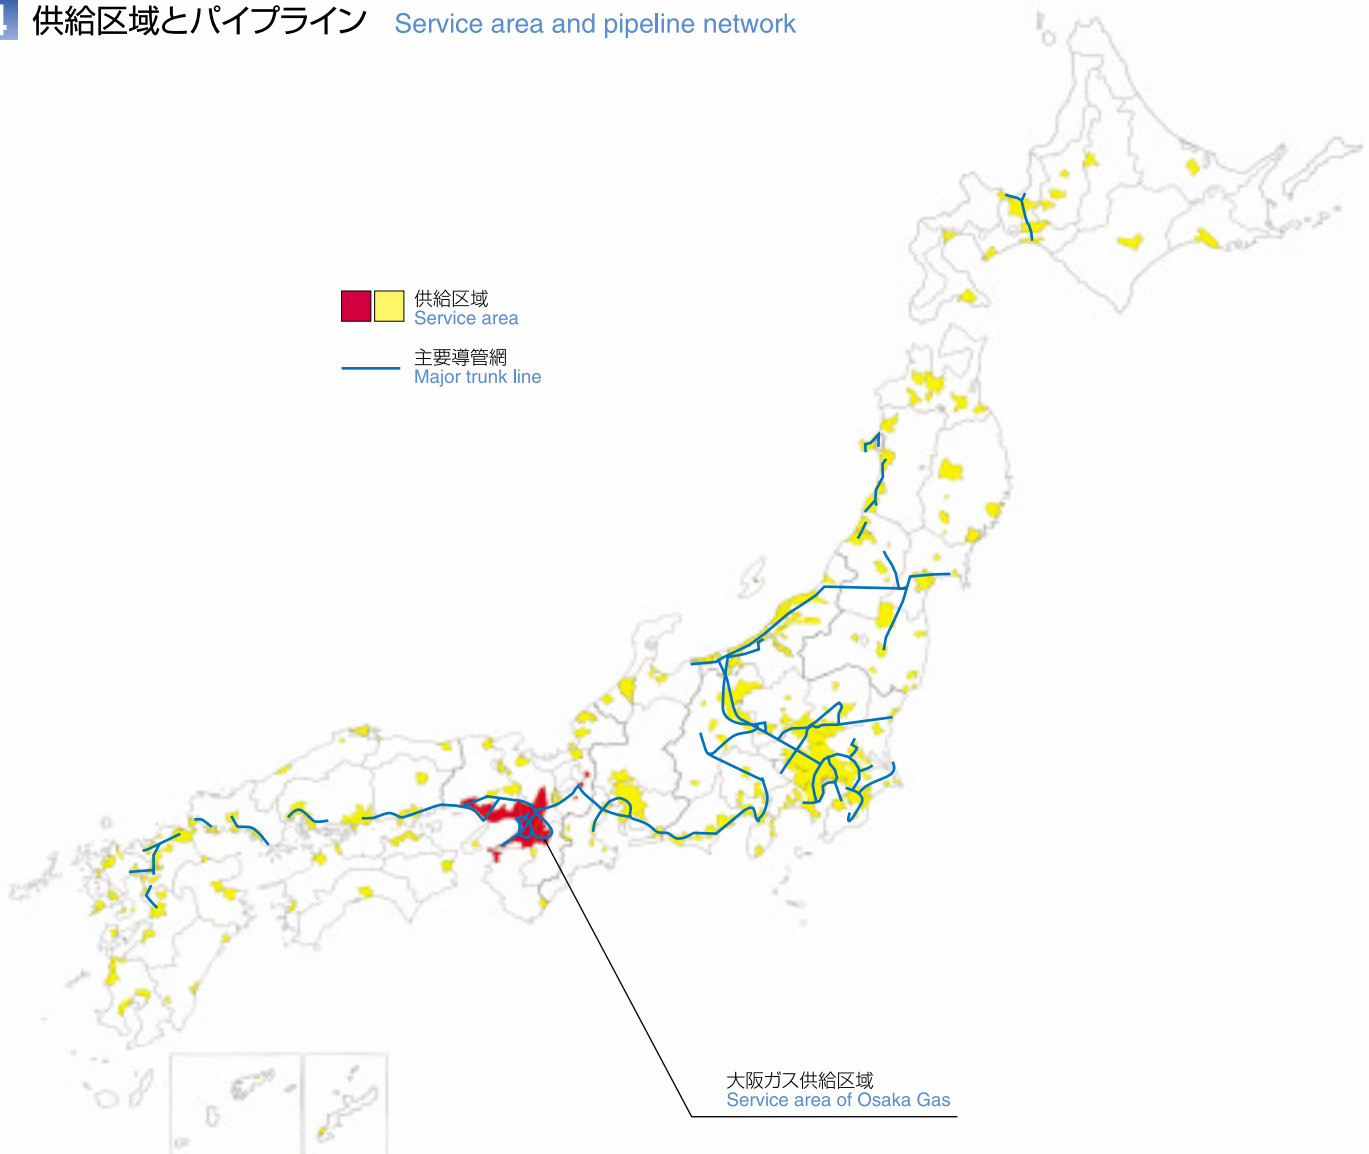 4 供給区域とパイプライン Service area and pipeline network
供給区域
Service area
主要導管網
Major trunk line
大阪ガス供給区域
Service area of Osaka Gas